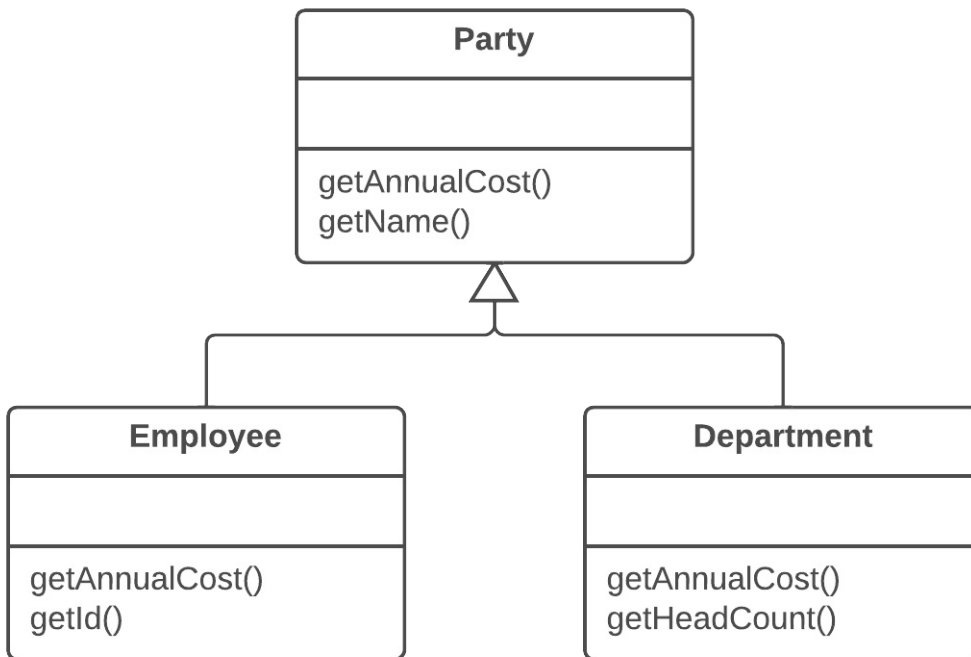 Party
getAnnualCost()
getName()
Employee
getAnnualCost()
getId()
Department
getAnnualCost()
getHeadCount()